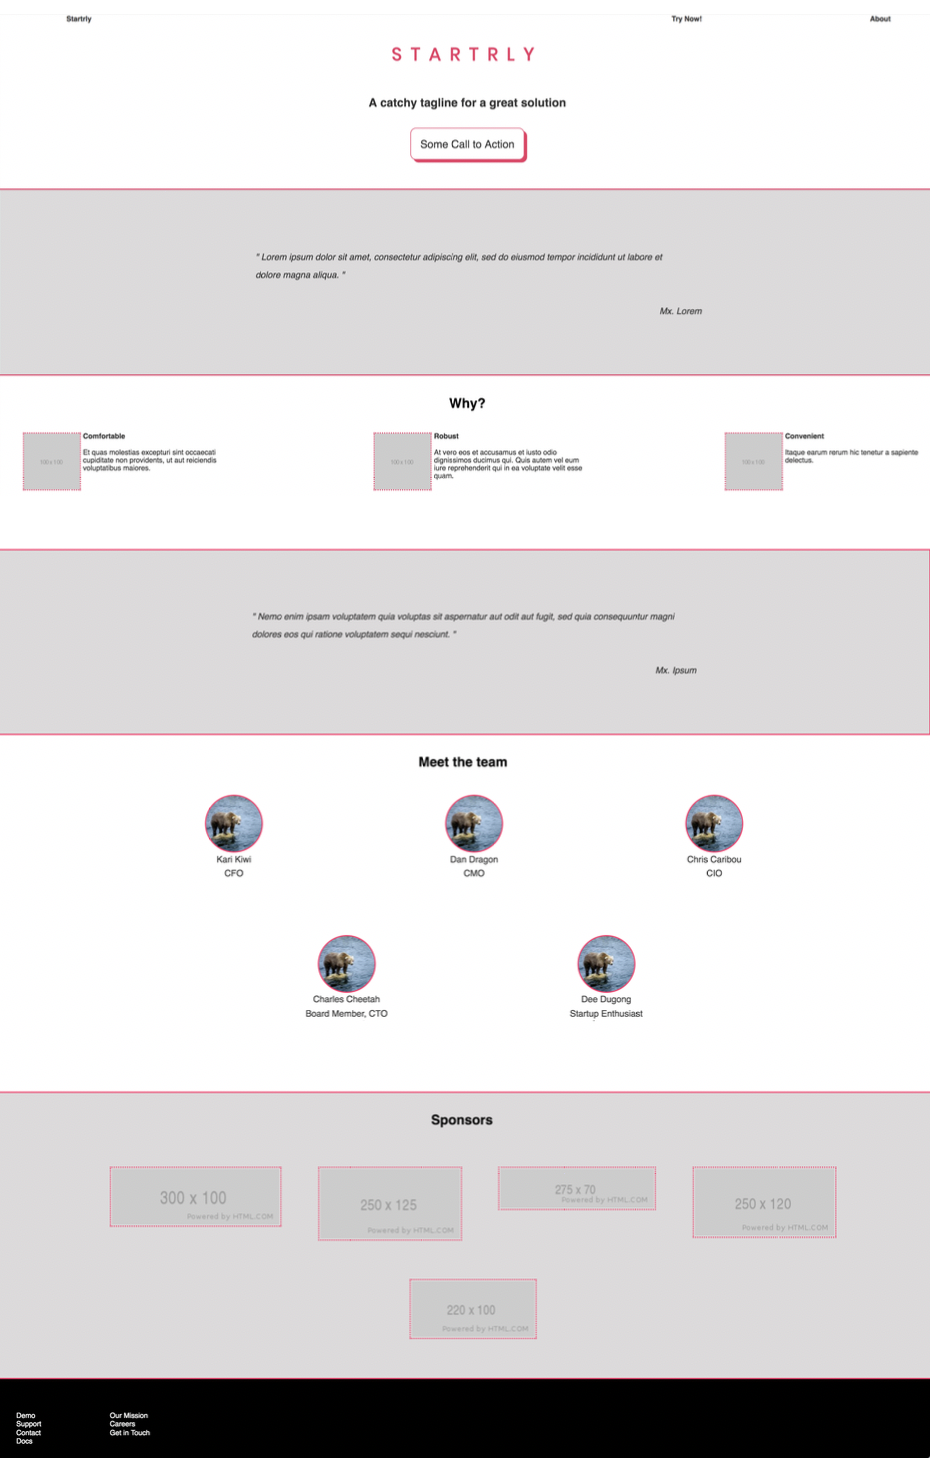 Startrly
Try Now!
About
STARTRLY
A catchy tagline for a great solution
Some Call to Action
" Lorem ipsum dolor sit amet, consectetur adipiscing elit, sed do eiusmod tempor incididunt ut labore et
dolore magna aliqua. "
Mx. Lorem
Why?
100 x 100
Comfortable
Et quas molestias excepturi sint occaecati
cupiditate non providents, ut aut reiciendis
voluptatibus maiores.
100 x 100
Robust
At vero eos et accusamus et iusto odio
dignissimos ducimus qui. Quis autem vel eum
iure reprehenderit qui in ea voluptate velit esse
quam.
100 x 100
Convenient
Itaque earum rerum hic tenetur a sapiente
delectus.
" Nemo enim ipsam voluptatem quia voluptas sit aspernatur aut odit aut fugit, sed quia consequuntur magni
dolores eos qui ratione voluptatem sequi nesciunt. "
Mx. Ipsum
Meet the team
Kari Kiwi
CFO
Dan Dragon
CMO
Chris Caribou
CIO
Charles Cheetah
Board Member, CTO
Dee Dugong
Startup Enthusiast
Sponsors
300 x 100
Powered by HTML.COM
250 x 125
Powered by HTML.COM
275 x 70
Powered by HTML.COM
250 x 120
Powered by HTML.COM
220 x 100
Powered by HTML.COM
Demo
Support
Contact
Docs
Our Mission
Careers
Get in Touch